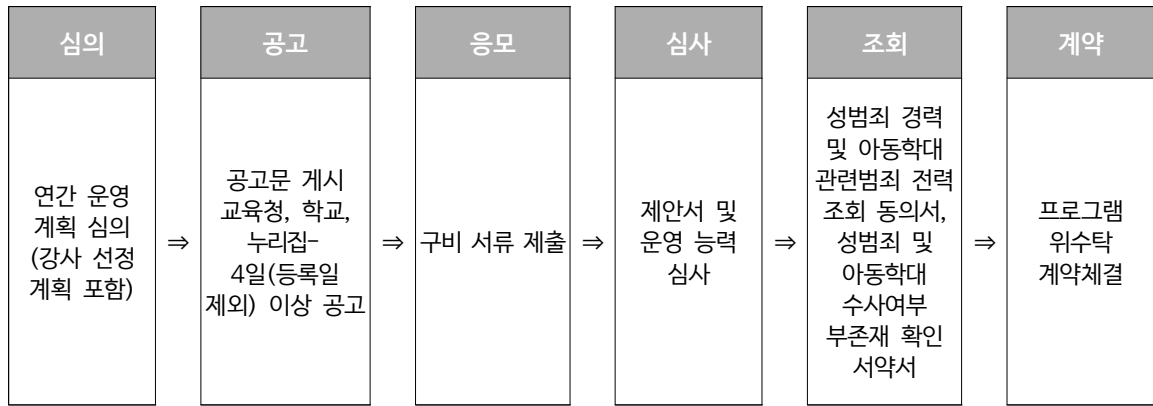 심의
연간 운영
계획 심의
(강사 선정
계획 포함)
⇒
공고
공고문 게시
교육청, 학교,
누리집-
4일(등록일
제외) 이상 공고
⇒
응모
구비 서류 제출
⇒
심사
제안서 및
운영 능력
심사
⇒
조회
성범죄 경력
및 아동학대
관련범죄 전력
조회 동의서,
성범죄 및
아동학대
수사여부
부존재 확인
서약서
⇒
계약
프로그램
위수탁
계약체결